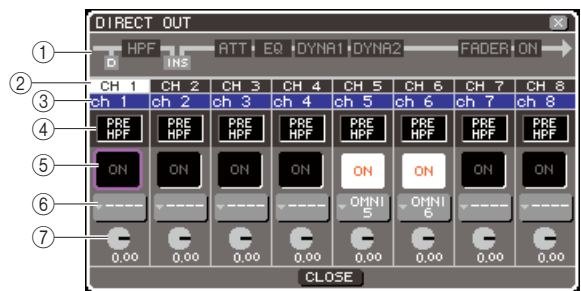 DIRECT OUT
① HPF ATT EQ DYNA1 DYNA2 FADER ON
D INS
② CH 1 CH 2 CH 3 CH 4 CH 5 CH 6 CH 7 CH 8
③ ch 1 ch 2 ch 3 ch 4 ch 5 ch 6 ch 7 ch 8
④ PRE PRE PRE PRE PRE PRE PRE PRE
HPF HPF HPF HPF HPF HPF HPF HPF
⑤ ON ON ON ON ON ON ON ON
⑥ ---- ---- ---- ---- OMNI OMNI ---- ----
5 6
⑦
0.00 0.00 0.00 0.00 0.00 0.00 0.00 0.00
CLOSE